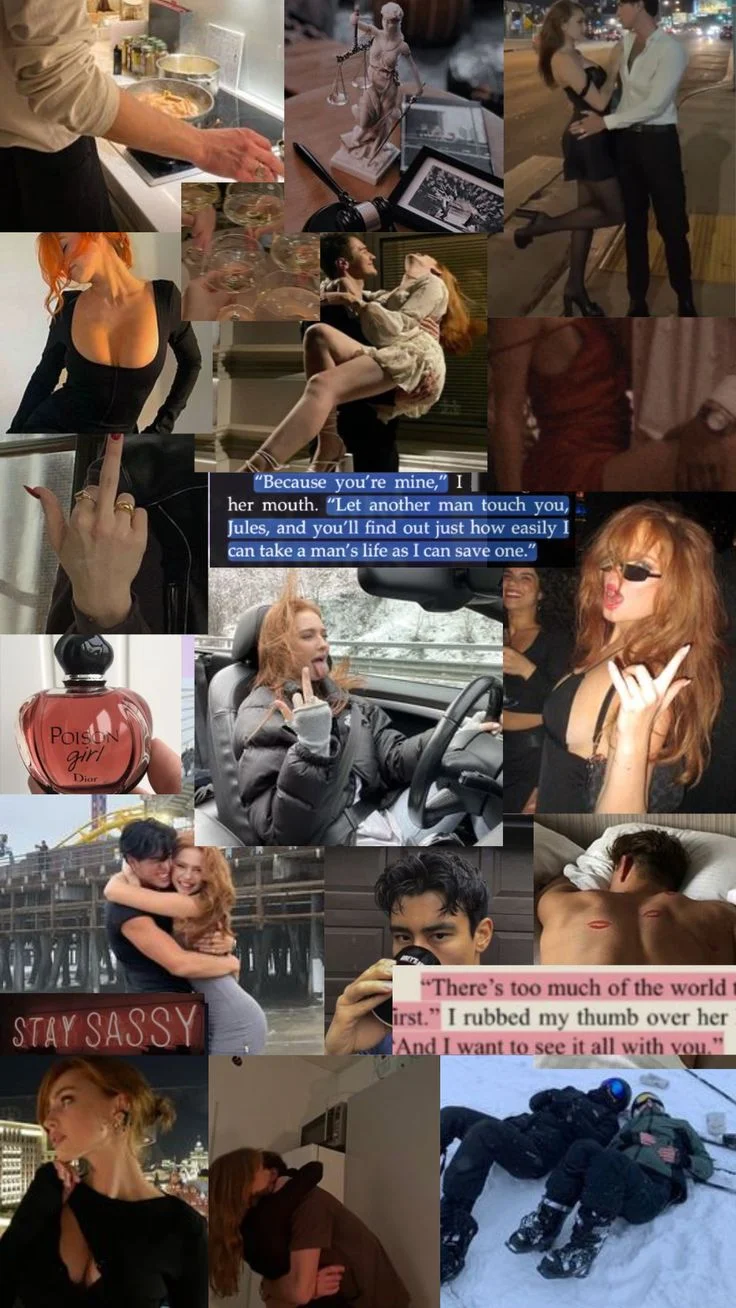 “Because you’re mine,” I
her mouth. “Let another man touch you,
Jules, and you’ll find out just how easily I
can take a man’s life as I can save one.”
POISON
girl
Dior
STAY SASSY
“There’s too much of the world t
irst.” I rubbed my thumb over her
“And I want to see it all with you.”